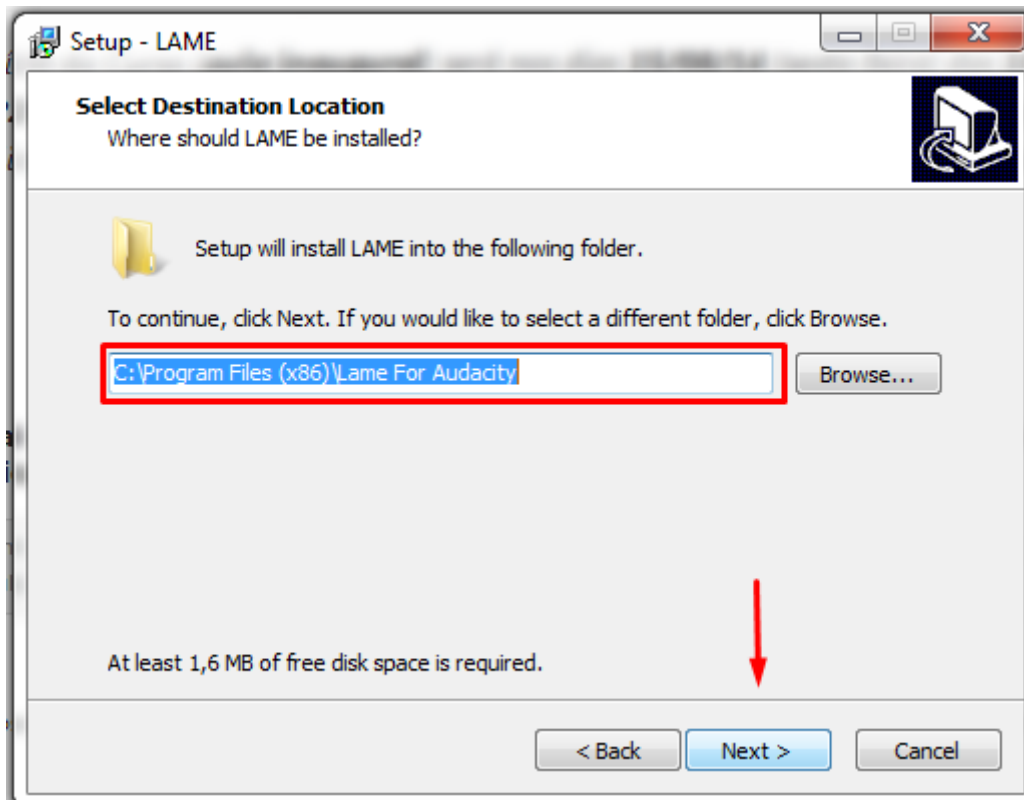 Setup - LAME
Select Destination Location
Where should LAME be installed?
Setup will install LAME into the following folder.
To continue, click Next. If you would like to select a different folder, click Browse.
C:\Program Files (x86)\Lame For Audacity
Browse...
At least 1,6 MB of free disk space is required.
< Back
Next >
Cancel